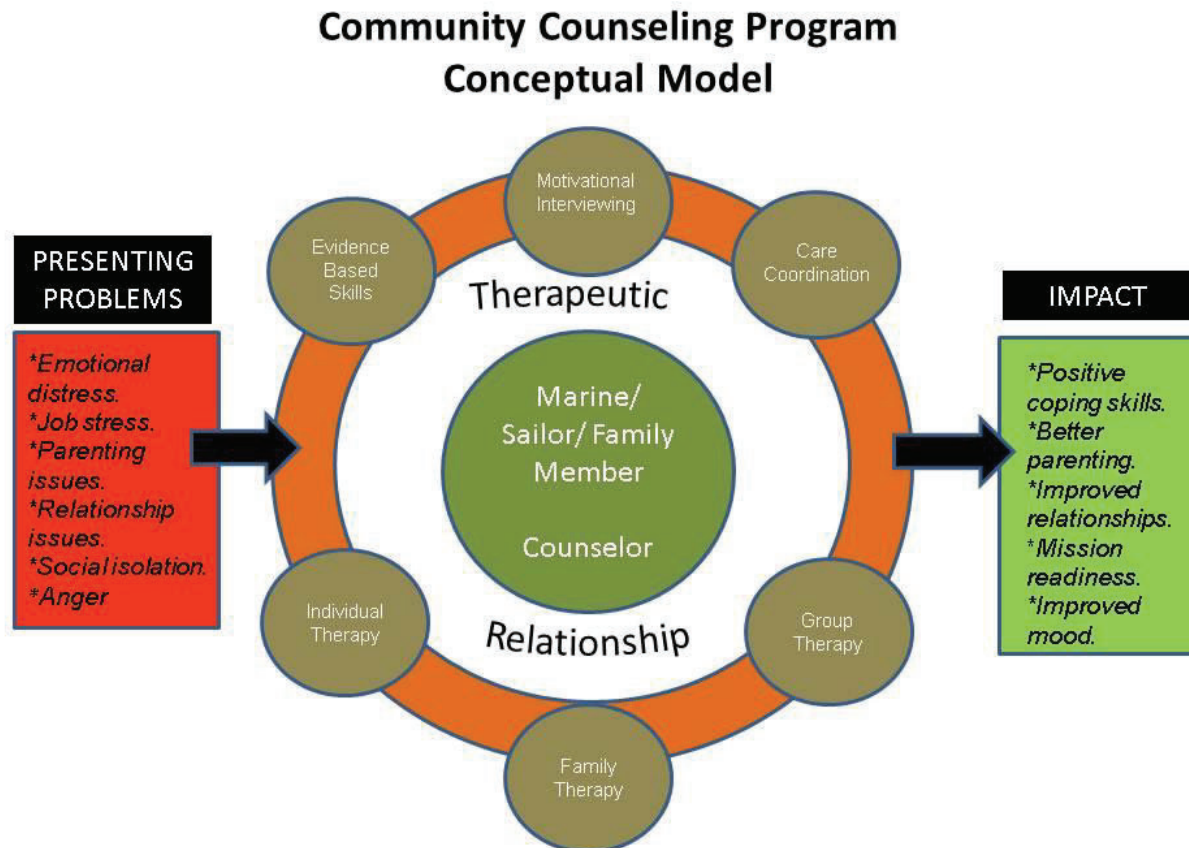 Community Counseling Program
Conceptual Model
PRESENTING
PROBLEMS
*Emotional
distress.
*Job stress.
*Parenting
issues.
*Relationship
issues.
*Social isolation.
*Anger
Motivational
Interviewing
Evidence
Based
Skills
Care
Coordination
Therapeutic
Marine/
Sailor/ Family
Member
Counselor
Relationship
Individual
Therapy
Group
Therapy
Family
Therapy
IMPACT
*Positive
coping skills.
*Better
parenting.
*Improved
relationships.
*Mission
readiness.
*Improved
mood.